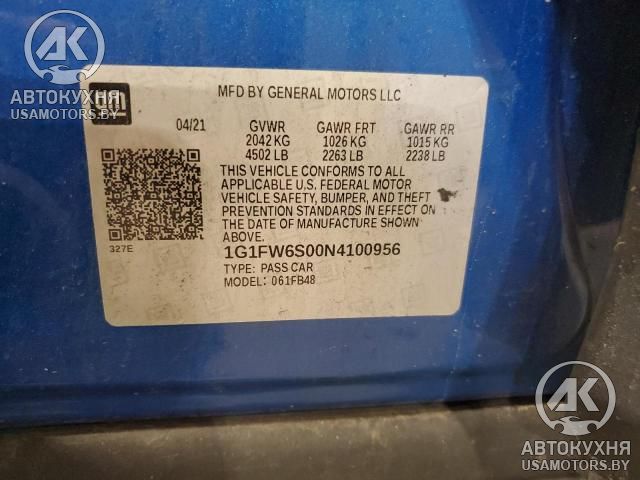 АВТОКУХНЯ
USAMOTORS.BY
gm
MFD BY GENERAL MOTORS LLC
04/21 GVWR GAWR FRT GAWR RR
2042 KG 1026 KG 1015 KG
4502 LB 2263 LB 2238 LB
THIS VEHICLE CONFORMS TO ALL
APPLICABLE U.S. FEDERAL MOTOR
VEHICLE SAFETY, BUMPER, AND THEFT
PREVENTION STANDARDS IN EFFECT ON
THE DATE OF MANUFACTURE SHOWN
ABOVE.
327E
1G1FW6S00N4100956
TYPE: PASS CAR
MODEL: 061FB48
АК
АВТОКУХНЯ
USAMOTORS.BY